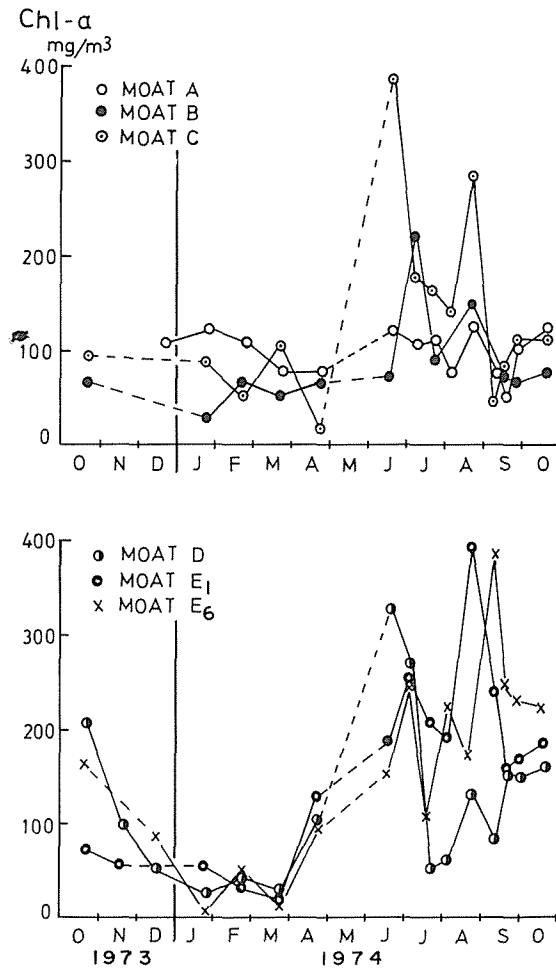 Chl-a
mg/m3
400
MOAT A
MOAT B
MOAT C
300
200
100
0
O N D J F M A M J J A S O
400
MOAT D
MOAT E1
MOAT E6
300
200
100
0
O N D J F M A M J J A S O
1973 1974